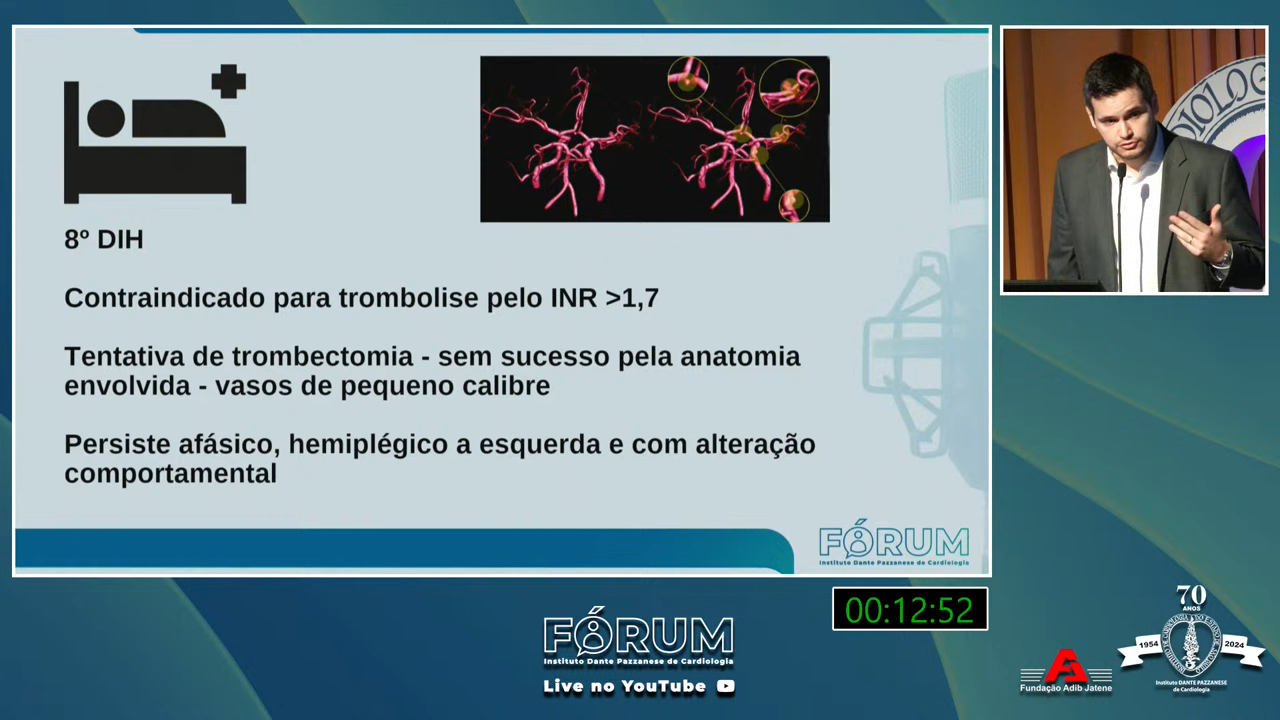 8º DIH
Contraindicado para trombolise pelo INR >1,7
Tentativa de trombectomia - sem sucesso pela anatomia
envolvida - vasos de pequeno calibre
Persiste afásico, hemiplégico a esquerda e com alteração
comportamental
FÓRUM
Instituto Dante Pazzanese de Cardiologia
DIOLOG
00:12:52
FÓRUM
Instituto Dante Pazzanese de Cardiologia
Live no YouTube
Fundação Adib Jatene
70
ANOS
1954
2024
Instituto DANTE PAZZANESE
de Cardiologia